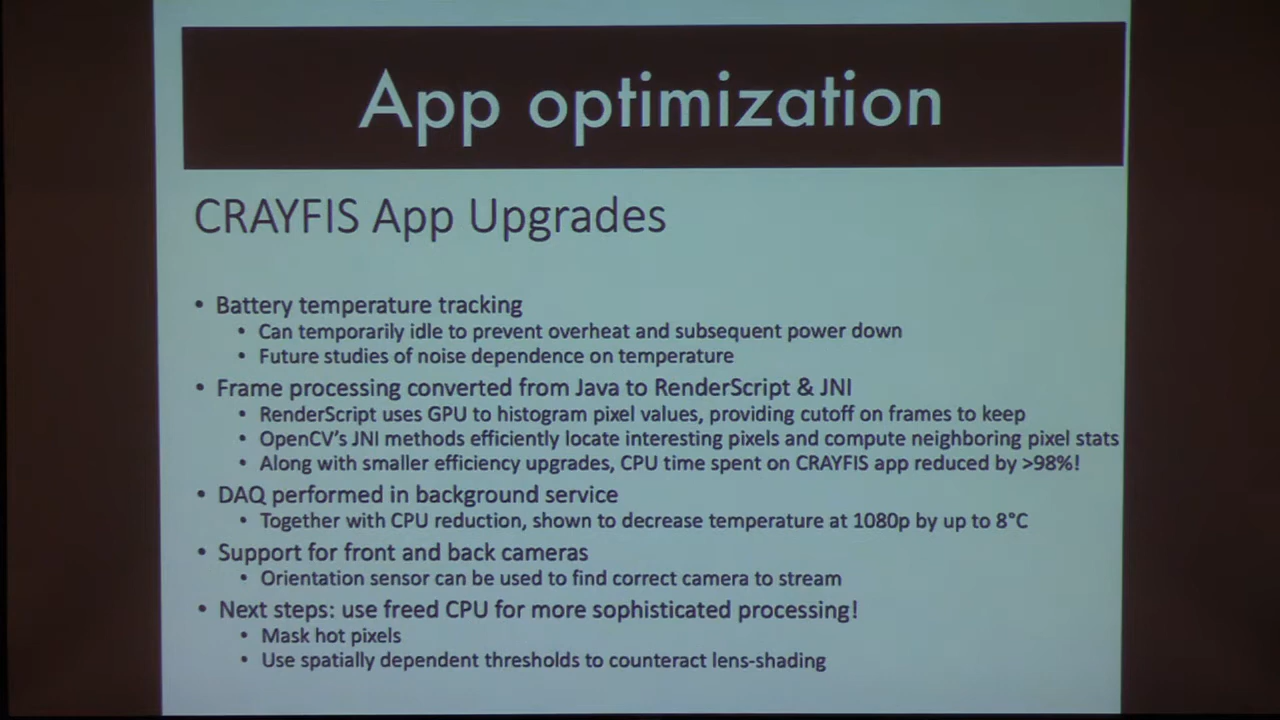 App optimization
CRAYFIS App Upgrades
• Battery temperature tracking
• Can temporarily idle to prevent overheat and subsequent power down
• Future studies of noise dependence on temperature
• Frame processing converted from Java to RenderScript & JNI
• RenderScript uses GPU to histogram pixel values, providing cutoff on frames to keep
• OpenCV's JNI methods efficiently locate interesting pixels and compute neighboring pixel stats
• Along with smaller efficiency upgrades, CPU time spent on CRAYFIS app reduced by >98%!
• DAQ performed in background service
• Together with CPU reduction, shown to decrease temperature at 1080p by up to 8°C
• Support for front and back cameras
• Orientation sensor can be used to find correct camera to stream
• Next steps: use freed CPU for more sophisticated processing!
• Mask hot pixels
• Use spatially dependent thresholds to counteract lens-shading